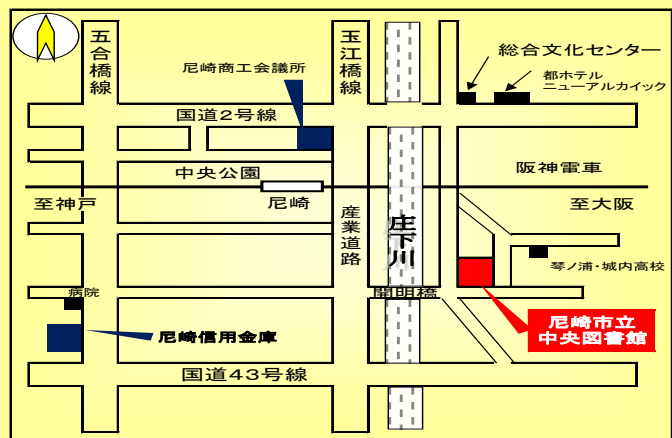 五合橋線
玉江橋線
総合文化センター
尼崎商工会議所
都ホテル
ニューアルカイック
国道2号線
中央公園
阪神電車
至神戸
尼崎
産業道路
庄下川
至大阪
琴ノ浦・城内高校
病院
開明橋
尼崎信用金庫
尼崎市立
中央図書館
国道43号線